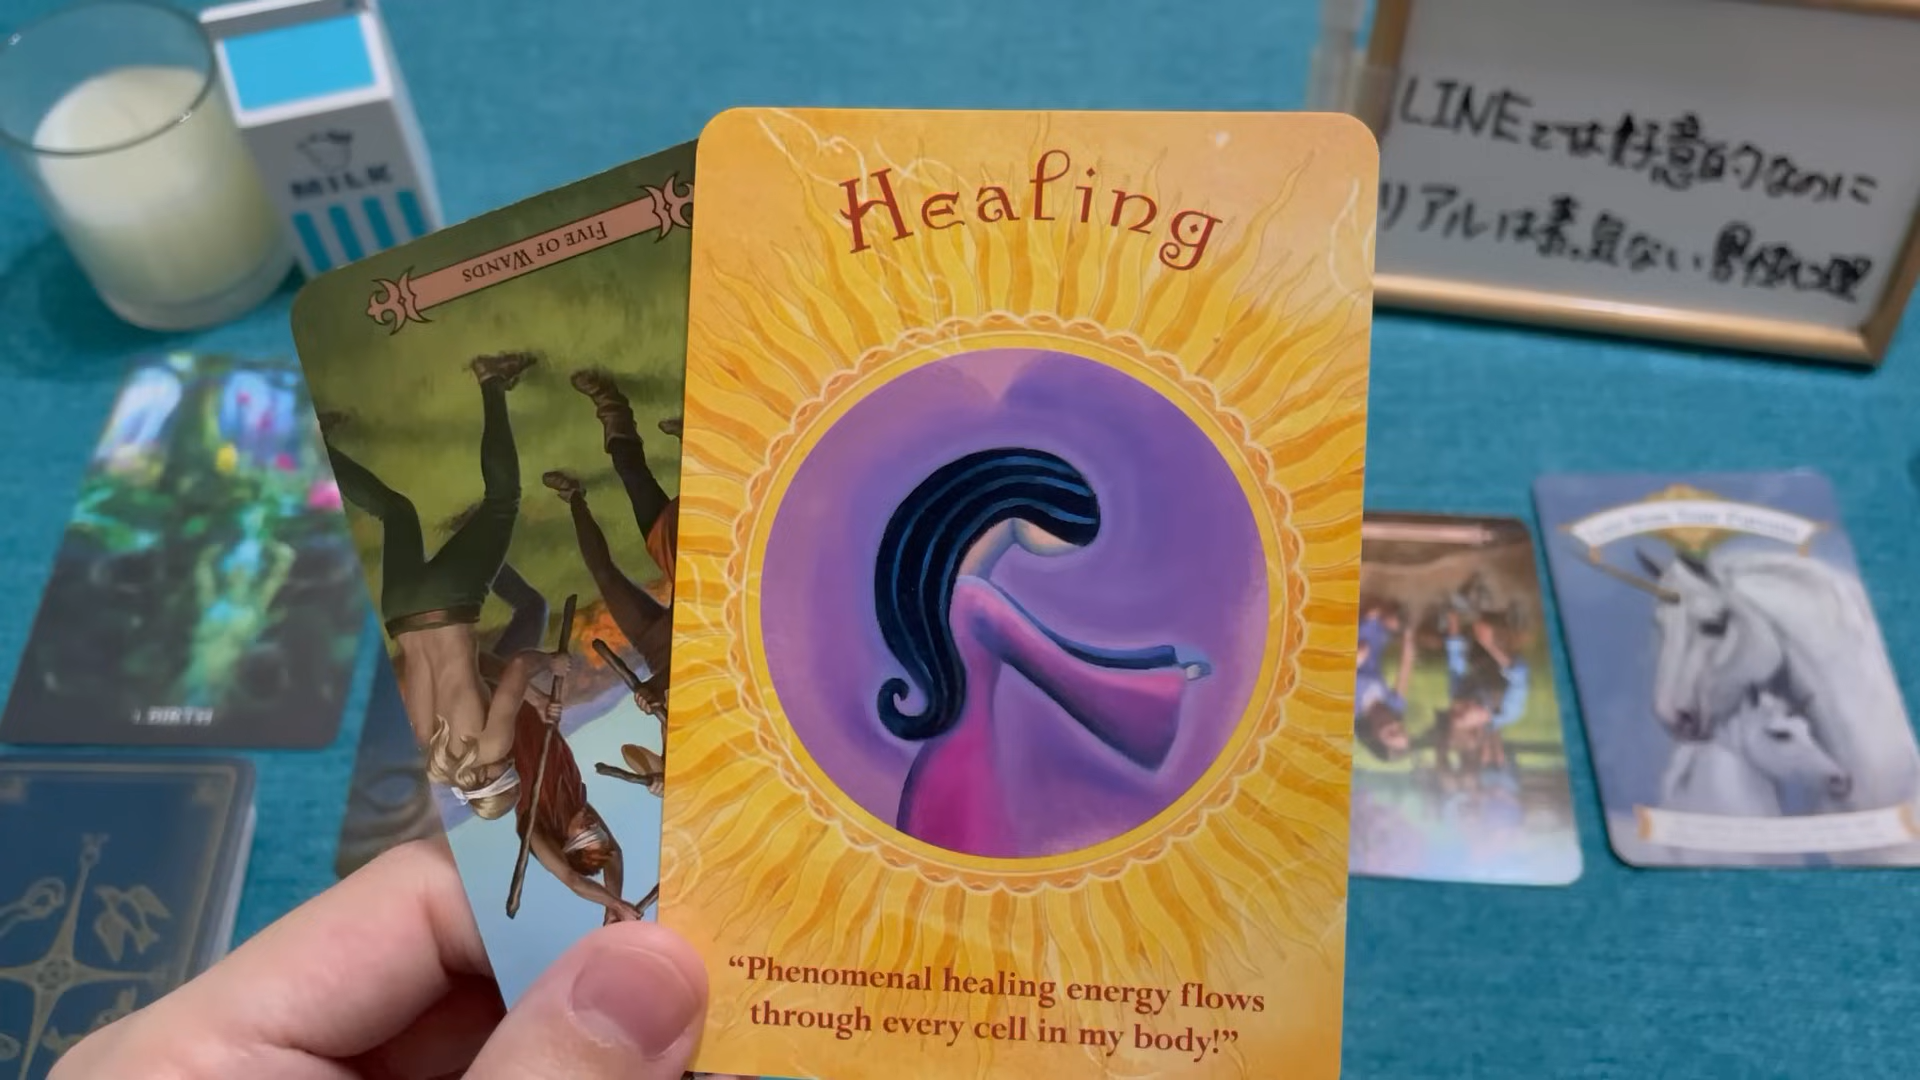 MILK
LINEでは好意的なのに
リアルは素気ない男性心理
FIVE OF WANDS
Healing
1. BIRTH
“Phenomenal healing energy flows
through every cell in my body!”